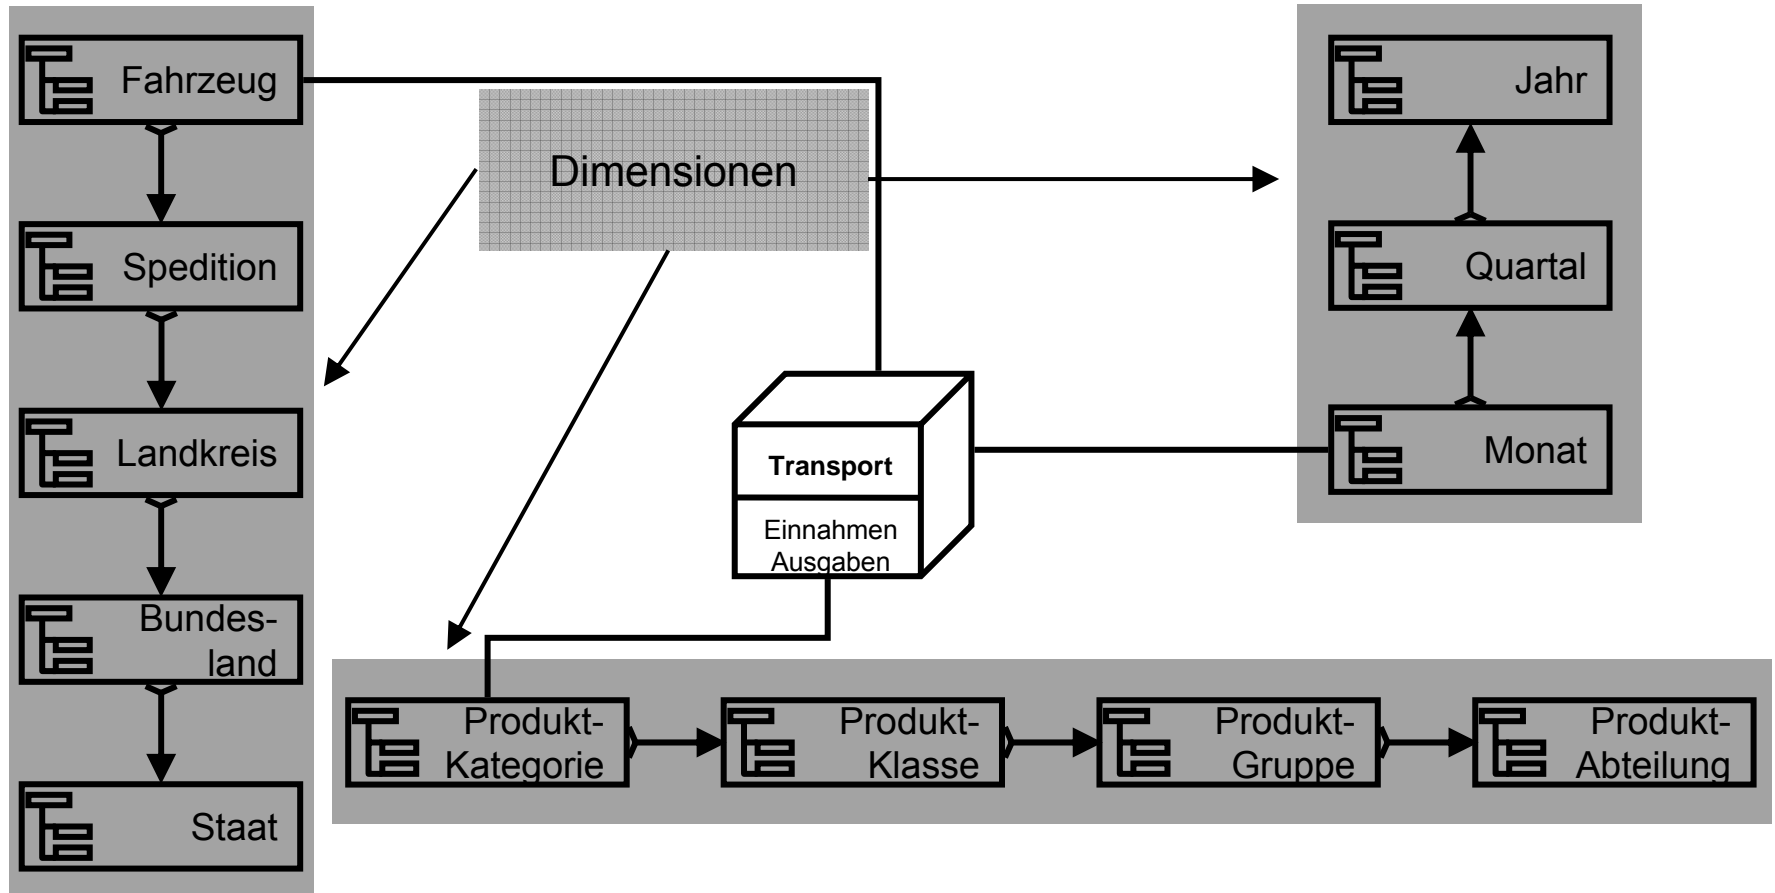 Fahrzeug
Spedition
Landkreis
Bundes-
land
Staat
Dimensionen
Transport
Einnahmen
Ausgaben
Jahr
Quartal
Monat
Produkt-
Kategorie
Produkt-
Klasse
Produkt-
Gruppe
Produkt-
Abteilung